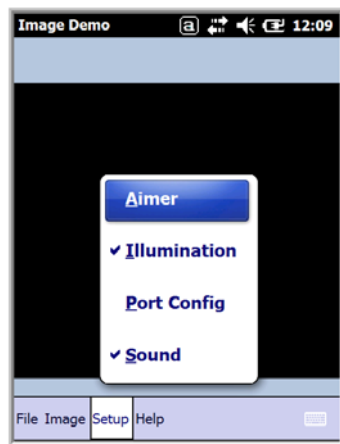 Image Demo a 12:09
Aimer
Illumination
Port Config
Sound
File Image Setup Help